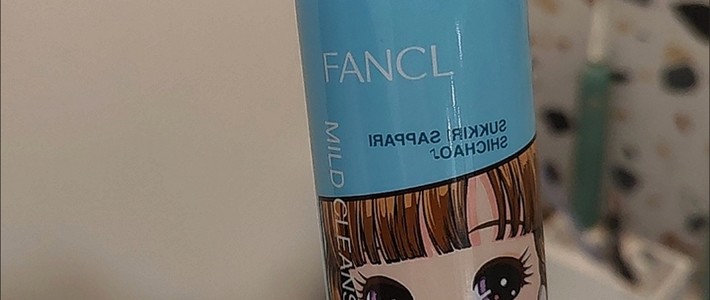 FANCL
SUKKIRI SAPPARI
SHICHAO♪
MILD CLEANS